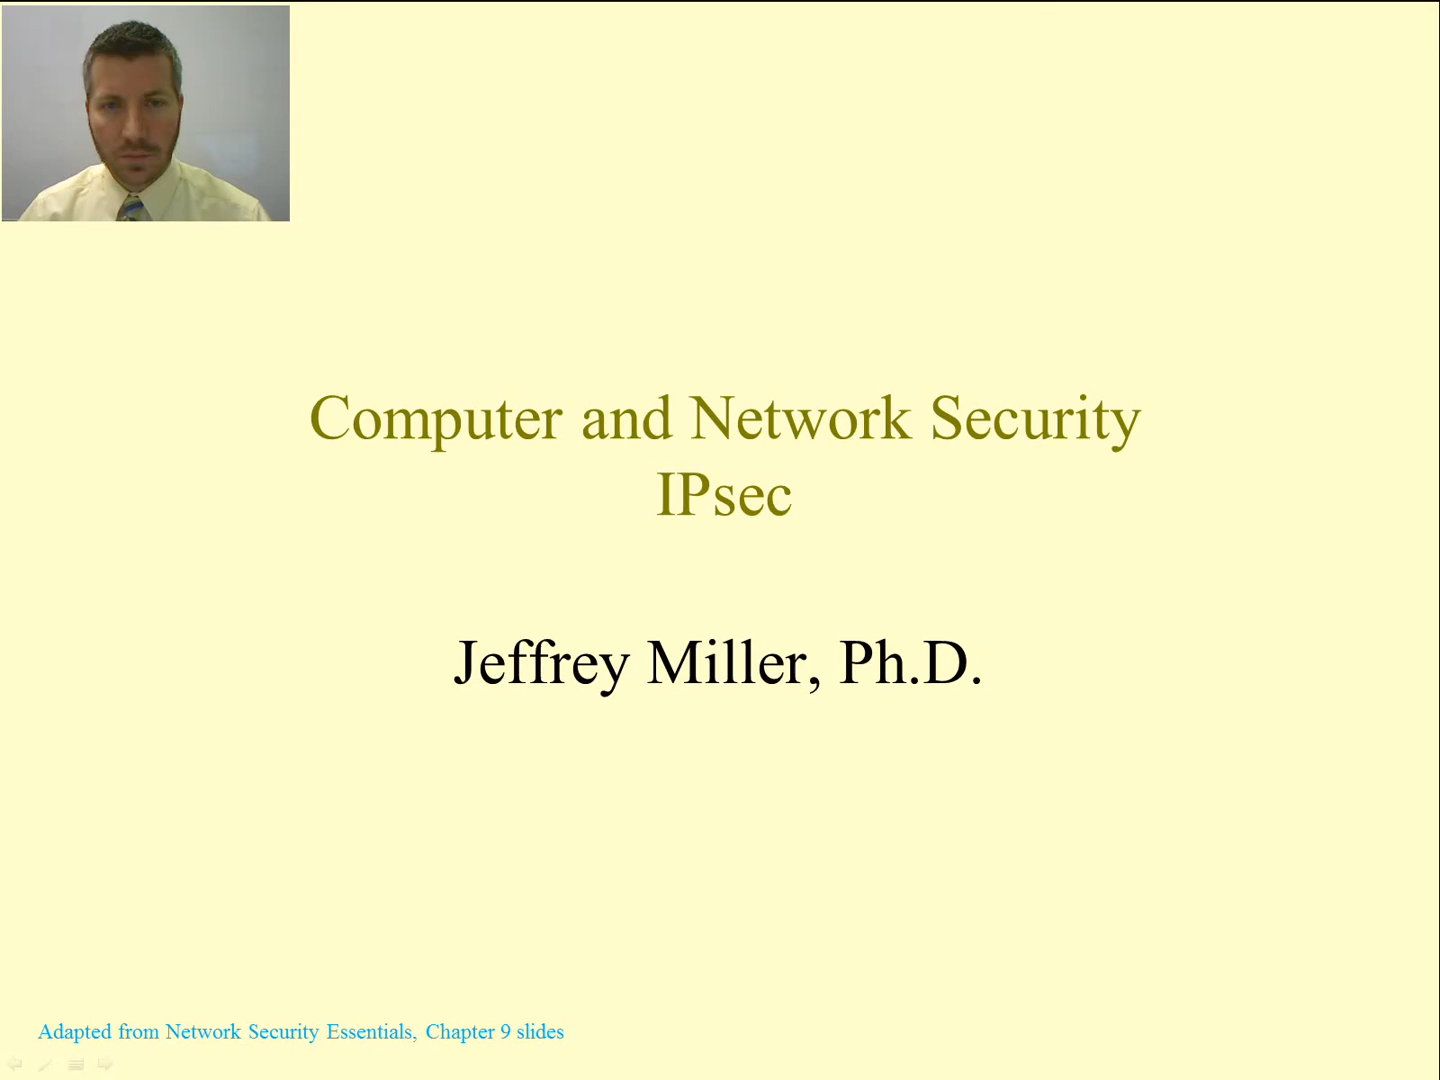 Computer and Network Security
IPsec
Jeffrey Miller, Ph.D.
Adapted from Network Security Essentials, Chapter 9 slides